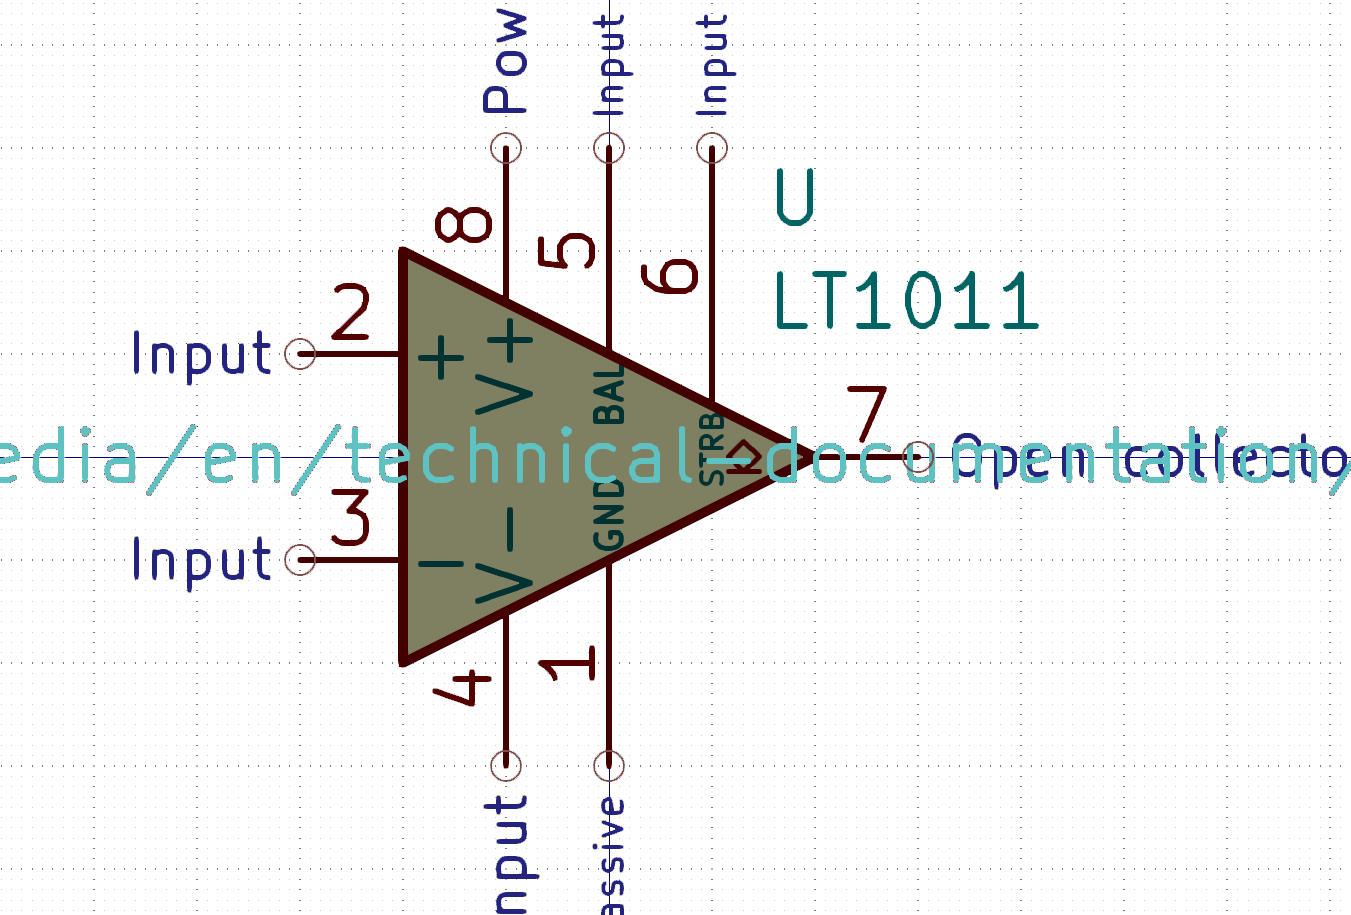 Pow
Input
Input
U
8
5
6
LT1011
2
Input
+
V+
BAL
7
STRB
edia/en/technical-documentation/
Open collecto
3
Input
-
V-
GND
4
1
nput
assive